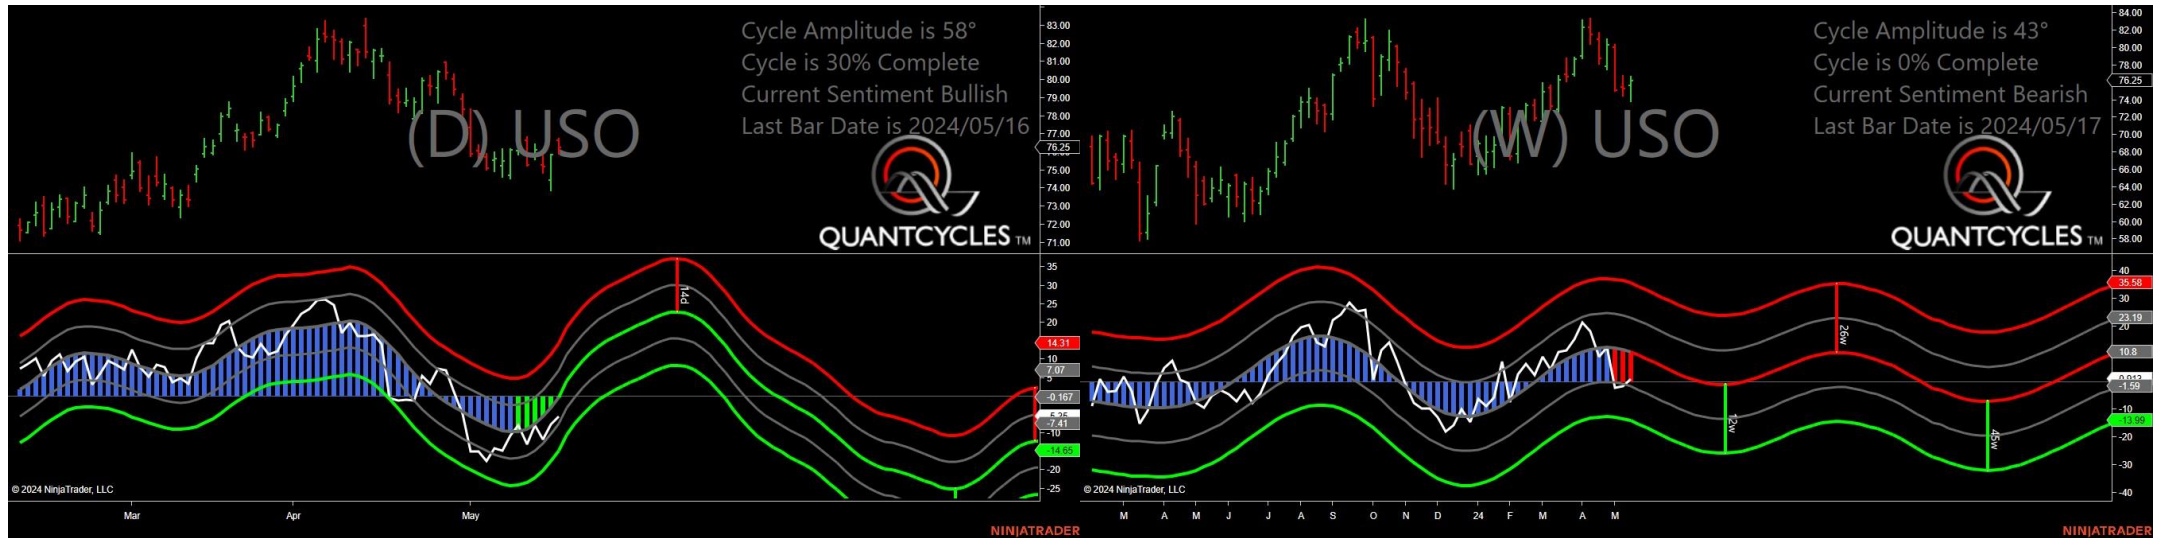 Cycle Amplitude is 58°
Cycle is 30% Complete
Current Sentiment Bullish
Last Bar Date is 2024/05/16
(D) USO
QUANTCYCLES TM
83.00
82.00
81.00
80.00
79.00
78.00
77.00
76.25
75.00
74.00
73.00
72.00
71.00
14d
35
30
25
20
14.31
10
7.07
5
-0.167
-5.25
-7.41
-10
-14.65
-20
-25
© 2024 NinjaTrader, LLC
Mar Apr May
NINJATRADER
Cycle Amplitude is 43°
Cycle is 0% Complete
Current Sentiment Bearish
Last Bar Date is 2024/05/17
(W) USO
QUANTCYCLES TM
84.00
82.00
80.00
78.00
76.25
74.00
72.00
70.00
68.00
66.00
64.00
62.00
60.00
58.00
26w
12w
45w
40
35.58
30
23.19
20
10.8
-1.59
-10
-13.99
-20
-30
-40
© 2024 NinjaTrader, LLC
M A M J J A S O N D 24 F M A M
NINJATRADER